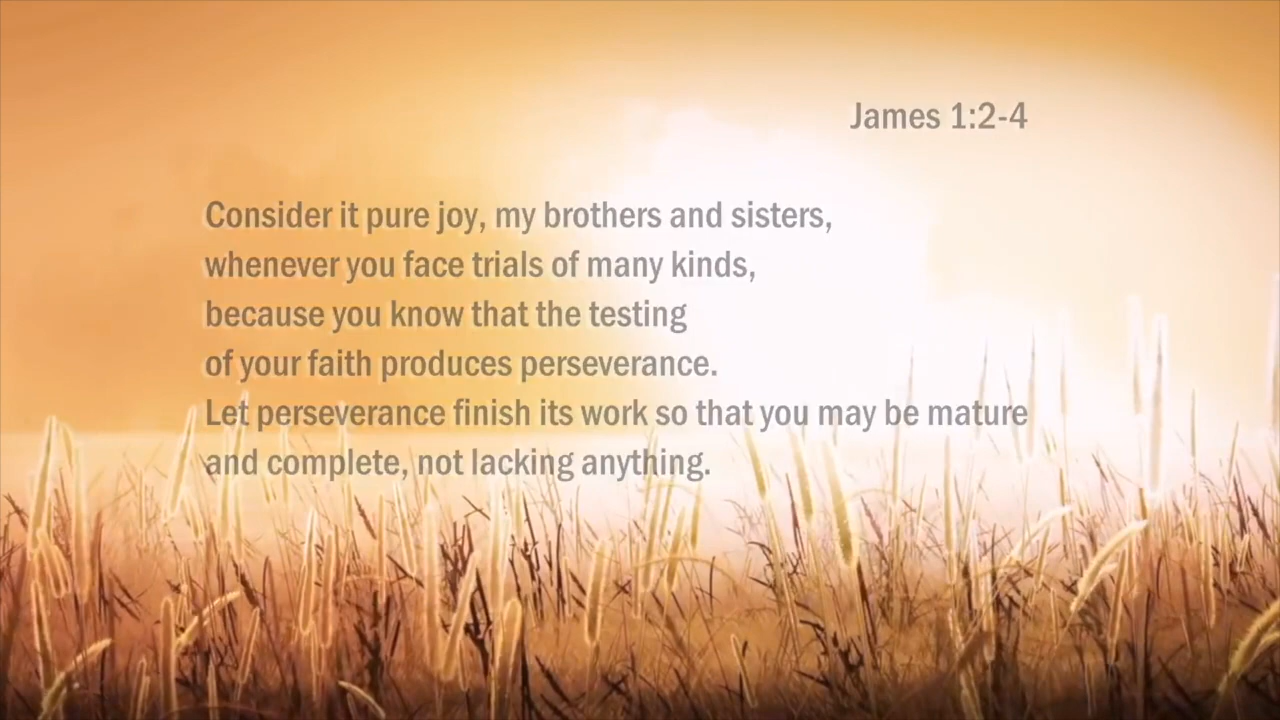 James 1:2-4
Consider it pure joy, my brothers and sisters,
whenever you face trials of many kinds,
because you know that the testing
of your faith produces perseverance.
Let perseverance finish its work so that you may be mature
and complete, not lacking anything.